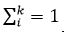 ∑ᵢᵏ = 1.